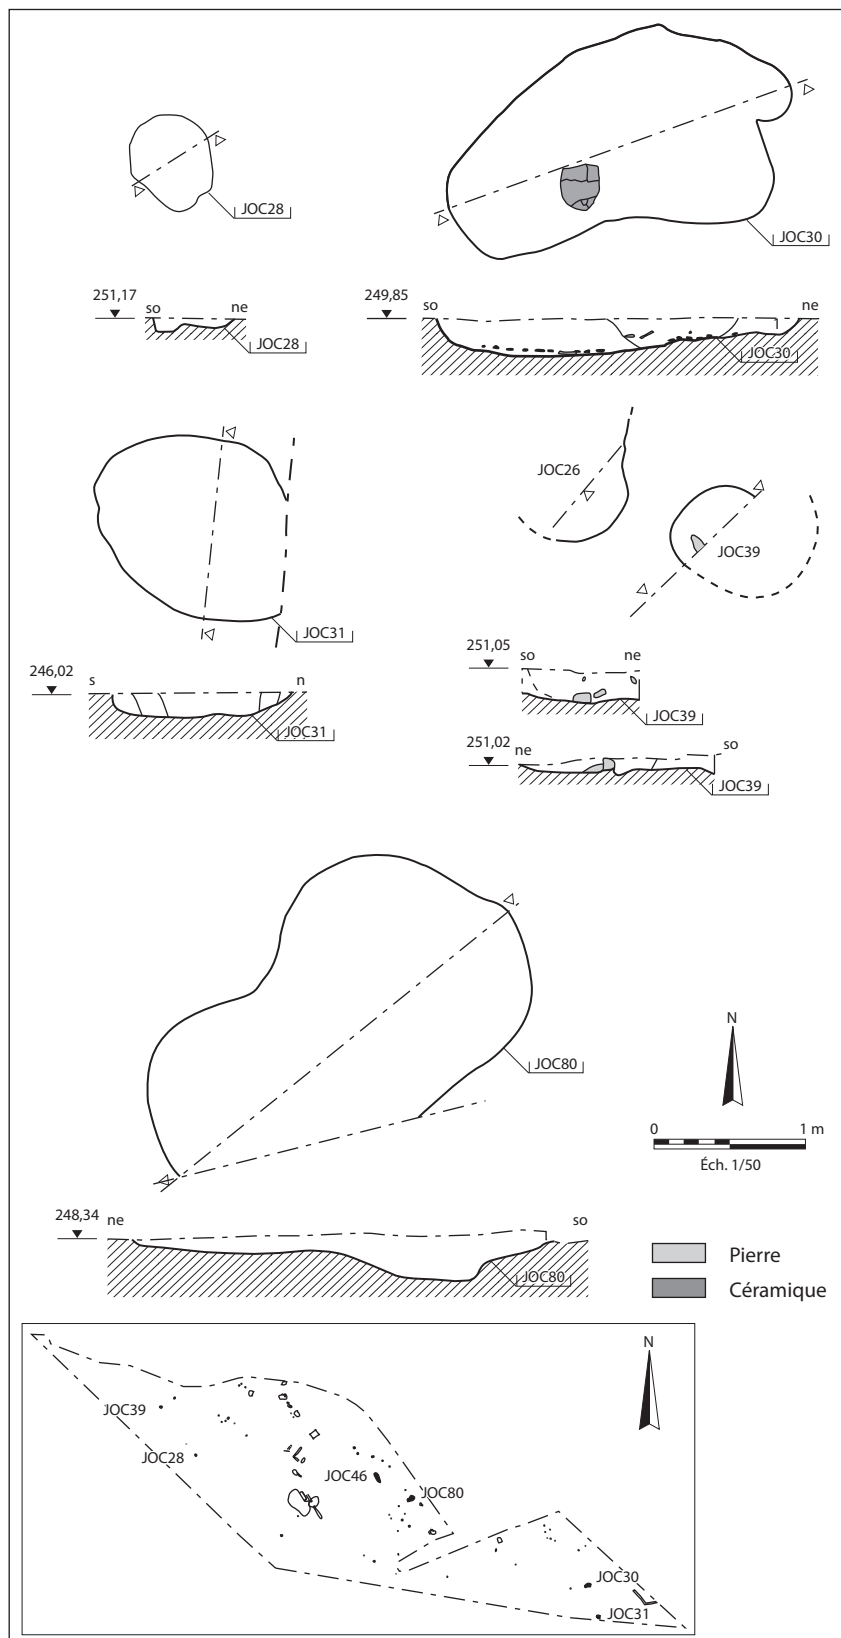 JOC28
JOC30
251,17
so
ne
JOC28
249,85
so
ne
JOC30
JOC26
JOC39
JOC31
246,02
s
n
JOC31
251,05
so
ne
JOC39
251,02
ne
so
JOC39
JOC80
N
0
1 m
Éch. 1/50
248,34
ne
so
JOC80
Pierre
Céramique
N
JOC39
JOC28
JOC46
JOC80
JOC30
JOC31